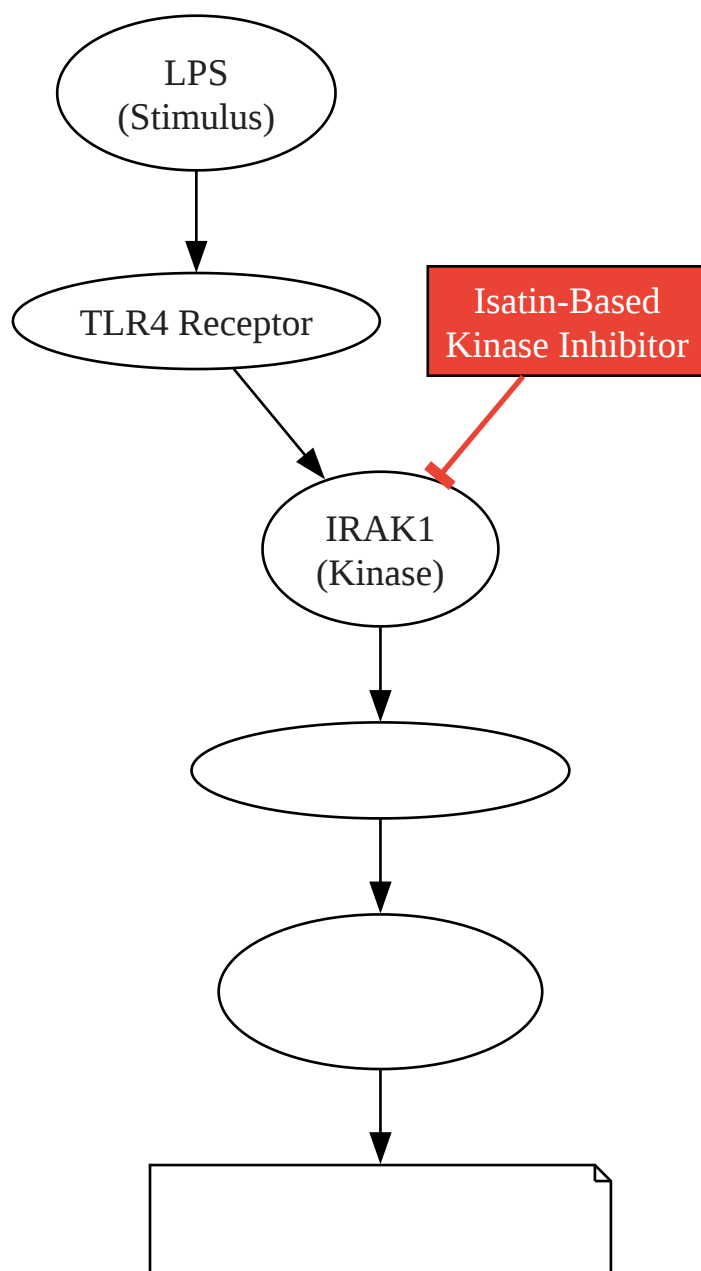 LPS
(Stimulus)
TLR4 Receptor
Isatin-Based
Kinase Inhibitor
IRAK1
(Kinase)